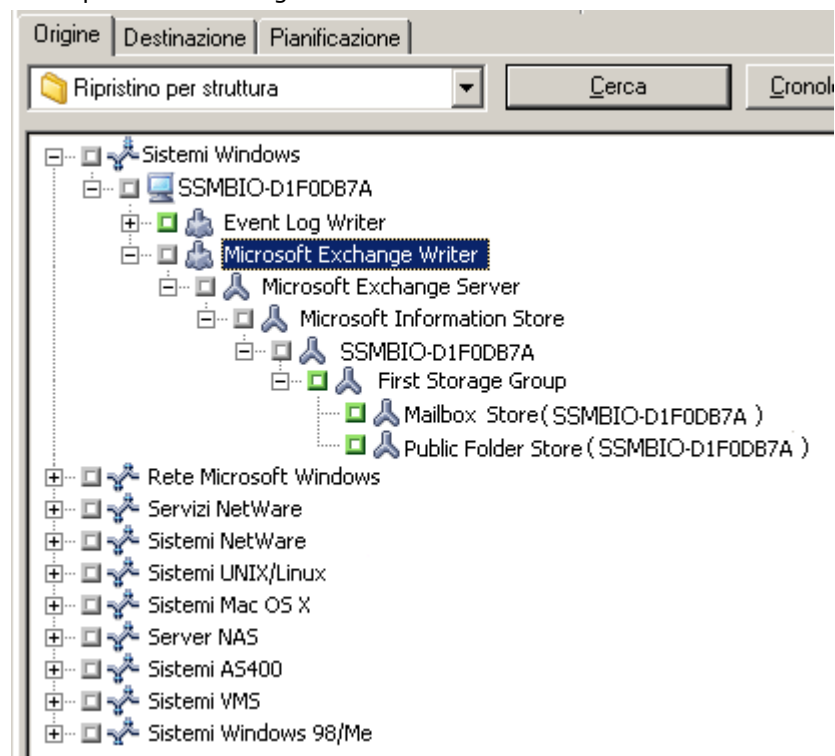 Origine Destinazione Pianificazione
Ripristino per struttura Cerca
Sistemi Windows
SSMBIO-D1F0DB7A
Event Log Writer
Microsoft Exchange Writer
Microsoft Exchange Server
Microsoft Information Store
SSMBIO-D1F0DB7A
First Storage Group
Mailbox Store(SSMBIO-D1F0DB7A )
Public Folder Store(SSMBIO-D1F0DB7A )
Rete Microsoft Windows
Servizi NetWare
Sistemi NetWare
Sistemi UNIX/Linux
Sistemi Mac OS X
Server NAS
Sistemi AS400
Sistemi VMS
Sistemi Windows 98/Me